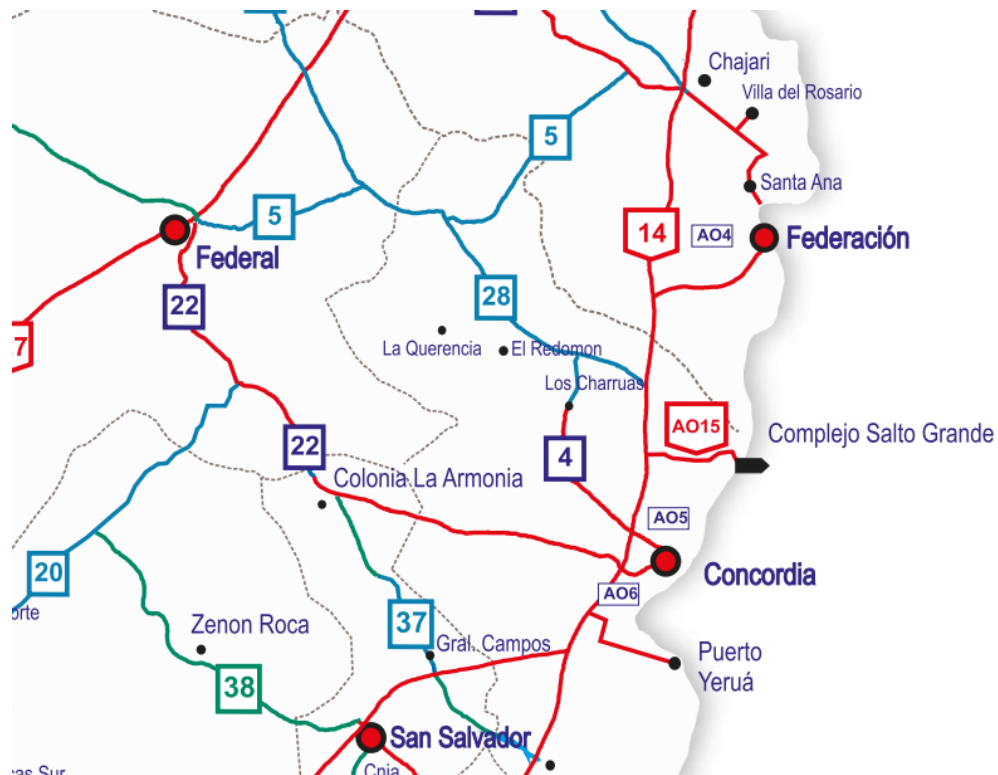 Chajari
Villa del Rosario
5
Santa Ana
5
14
AO4
Federación
Federal
22
28
La Querencia
El Redomon
Los Charruas
AO15
Complejo Salto Grande
22
4
Colonia La Armonia
AO5
20
AO6
Concordia
Zenon Roca
37
Gral. Campos
Puerto
Yeruá
38
San Salvador